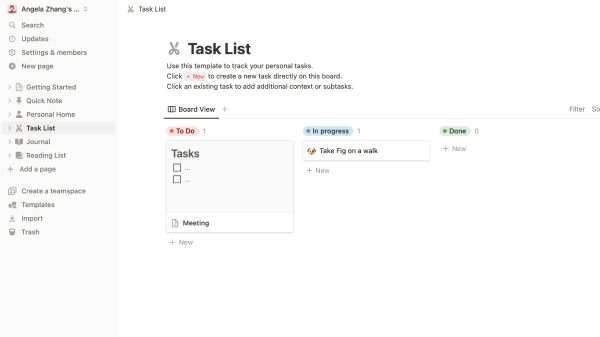 Angela Zhang's ...
Task List
Search
Updates
Settings & members
New page
Getting Started
Quick Note
Personal Home
Task List
Journal
Reading List
+ Add a page
Create a teamspace
Templates
Import
Trash
Task List
Use this template to track your personal tasks.
Click + New to create a new task directly on this board.
Click an existing task to add additional context or subtasks.
Board View +
Filter So
To Do 1
In progress 1
Done 0
Tasks
...
...
Meeting
+ New
Take Fig on a walk
+ New
+ New